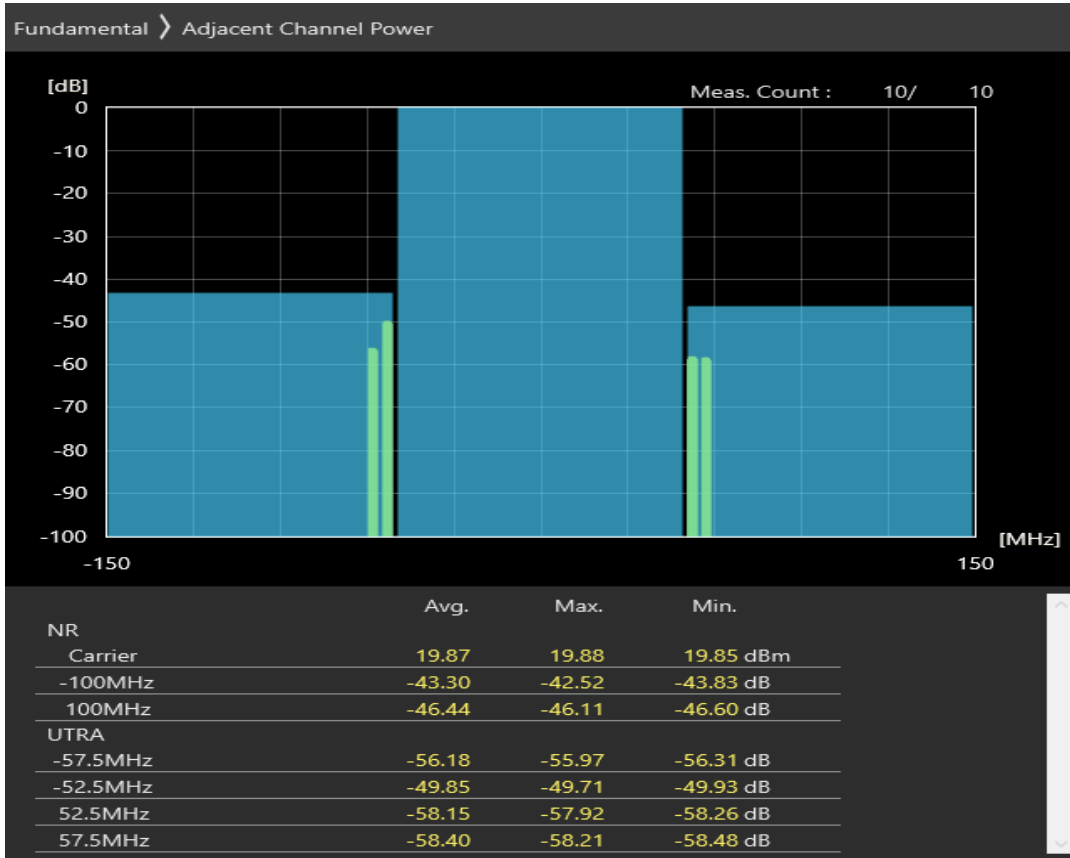 Fundamental ❭ Adjacent Channel Power
[dB]
Meas. Count : 10/ 10
0
-10
-20
-30
-40
-50
-60
-70
-80
-90
-100
[MHz]
-150 150
Avg. Max. Min.
NR
Carrier 19.87 19.88 19.85 dBm
-100MHz -43.30 -42.52 -43.83 dB
100MHz -46.44 -46.11 -46.60 dB
UTRA
-57.5MHz -56.18 -55.97 -56.31 dB
-52.5MHz -49.85 -49.71 -49.93 dB
52.5MHz -58.15 -57.92 -58.26 dB
57.5MHz -58.40 -58.21 -58.48 dB